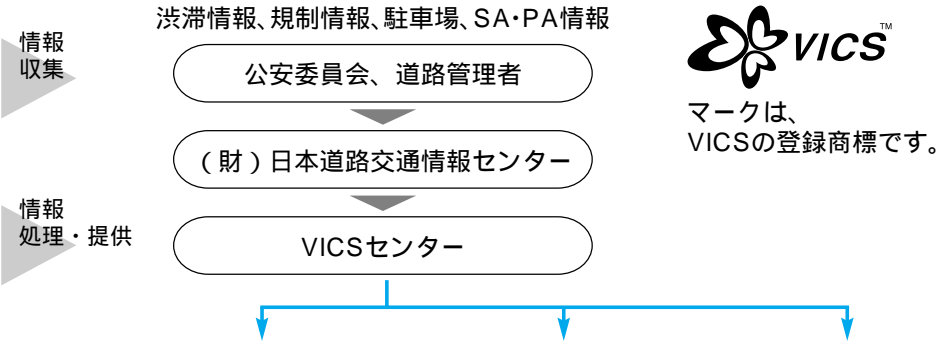 渋滞情報、規制情報、駐車場、SA・PA情報
情報
収集
公安委員会、道路管理者
VICS™
マークは、
VICSの登録商標です。
(財)日本道路交通情報センター
情報
処理・提供
VICSセンター